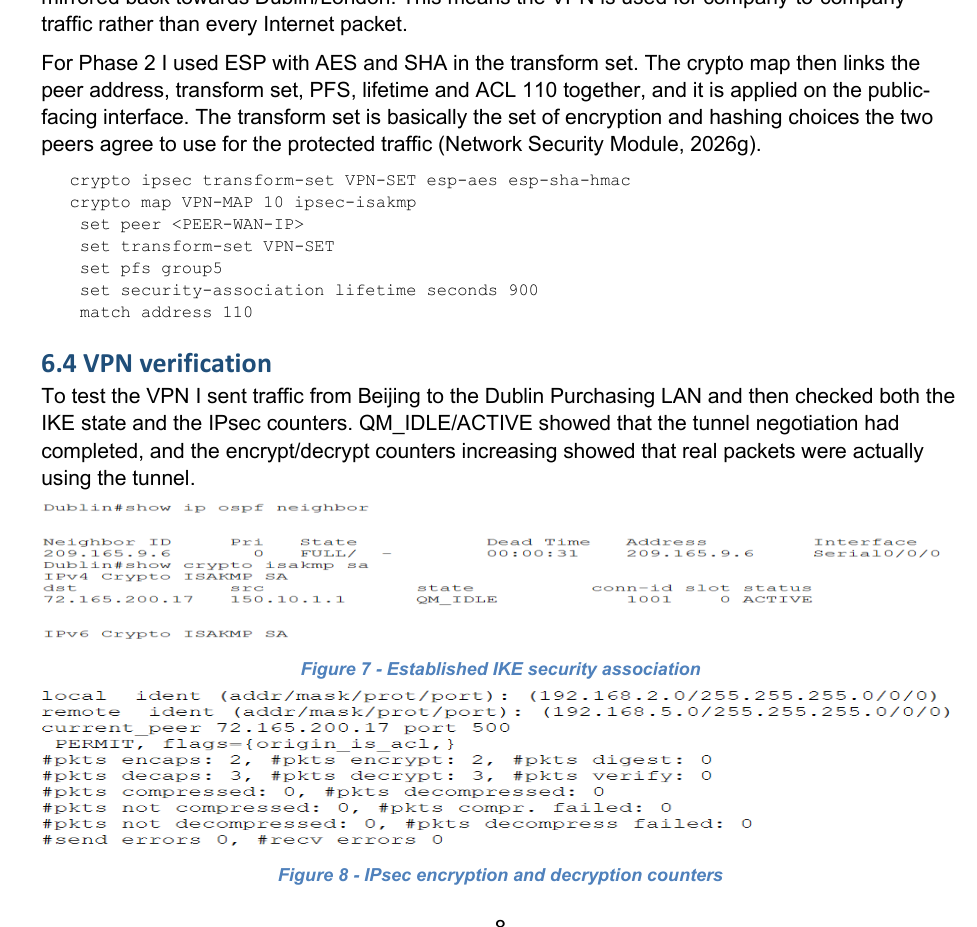 mirrored back towards Dublin/London. This means the VPN is used for company-to-company
traffic rather than every Internet packet.
For Phase 2 I used ESP with AES and SHA in the transform set. The crypto map then links the
peer address, transform set, PFS, lifetime and ACL 110 together, and it is applied on the public-
facing interface. The transform set is basically the set of encryption and hashing choices the two
peers agree to use for the protected traffic (Network Security Module, 2026g).
crypto ipsec transform-set VPN-SET esp-aes esp-sha-hmac
crypto map VPN-MAP 10 ipsec-isakmp
set peer <PEER-WAN-IP>
set transform-set VPN-SET
set pfs group5
set security-association lifetime seconds 900
match address 110
6.4 VPN verification
To test the VPN I sent traffic from Beijing to the Dublin Purchasing LAN and then checked both the
IKE state and the IPsec counters. QM_IDLE/ACTIVE showed that the tunnel negotiation had
completed, and the encrypt/decrypt counters increasing showed that real packets were actually
using the tunnel.
Dublin#show ip ospf neighbor
Neighbor ID Pri State Dead Time Address Interface
209.165.9.6 0 FULL/ - 00:00:31 209.165.9.6 Serial0/0/0
Dublin#show crypto isakmp sa
IPv4 Crypto ISAKMP SA
dst src state conn-id slot status
72.165.200.17 150.10.1.1 QM_IDLE 1001 0 ACTIVE
IPv6 Crypto ISAKMP SA
Figure 7 - Established IKE security association
local ident (addr/mask/prot/port): (192.168.2.0/255.255.255.0/0/0)
remote ident (addr/mask/prot/port): (192.168.5.0/255.255.255.0/0/0)
current_peer 72.165.200.17 port 500
PERMIT, flags={origin_is_acl,}
#pkts encaps: 2, #pkts encrypt: 2, #pkts digest: 0
#pkts decaps: 3, #pkts decrypt: 3, #pkts verify: 0
#pkts compressed: 0, #pkts decompressed: 0
#pkts not compressed: 0, #pkts compr. failed: 0
#pkts not decompressed: 0, #pkts decompress failed: 0
#send errors 0, #recv errors 0
Figure 8 - IPsec encryption and decryption counters
8